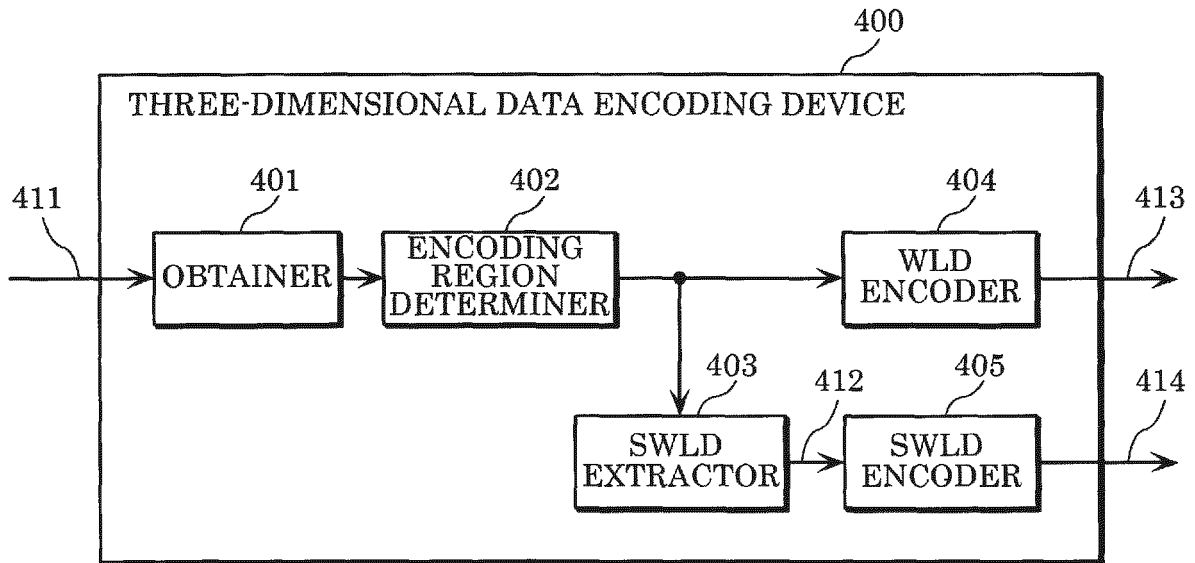 400
THREE-DIMENSIONAL DATA ENCODING DEVICE
411
401
402
404
413
OBTAINER
ENCODING
REGION
DETERMINER
WLD
ENCODER
403
412
405
414
SWLD
EXTRACTOR
SWLD
ENCODER